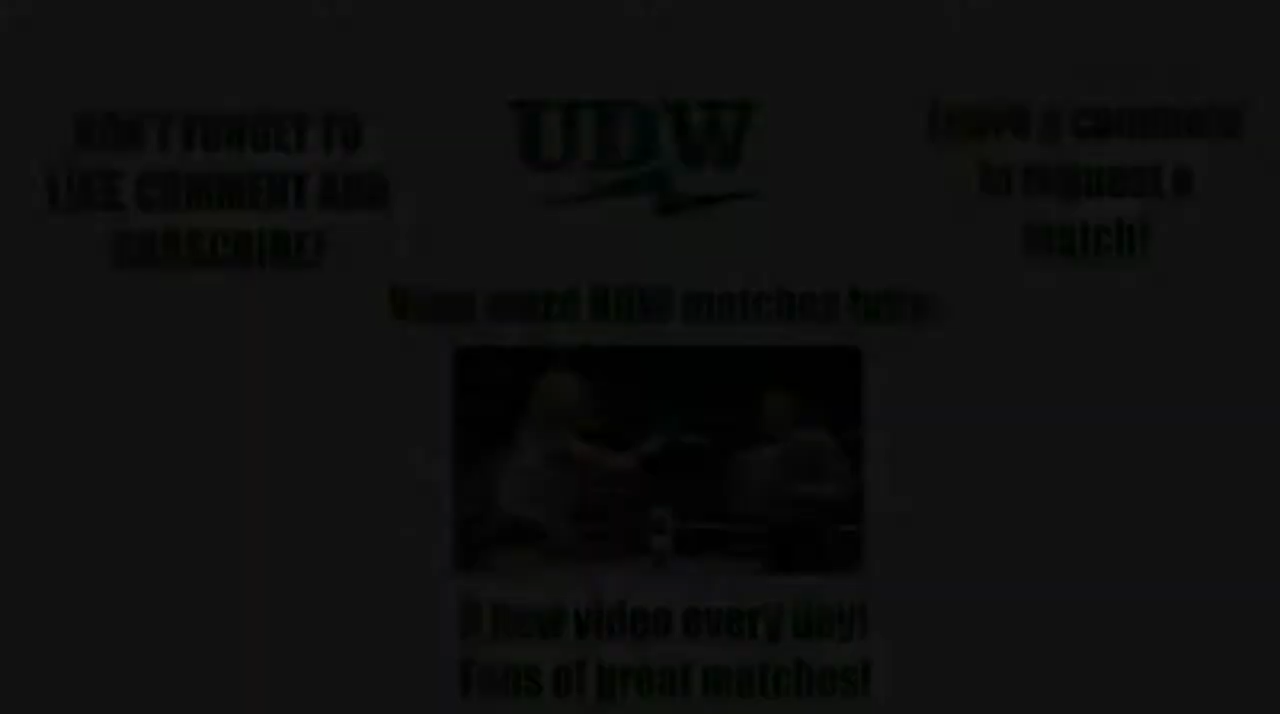 DON'T FORGET TO
LIKE, COMMENT AND
SUBSCRIBE!
UDW
Leave a comment
to request a
match!
matches
A new video every day!
Tons of great matches!